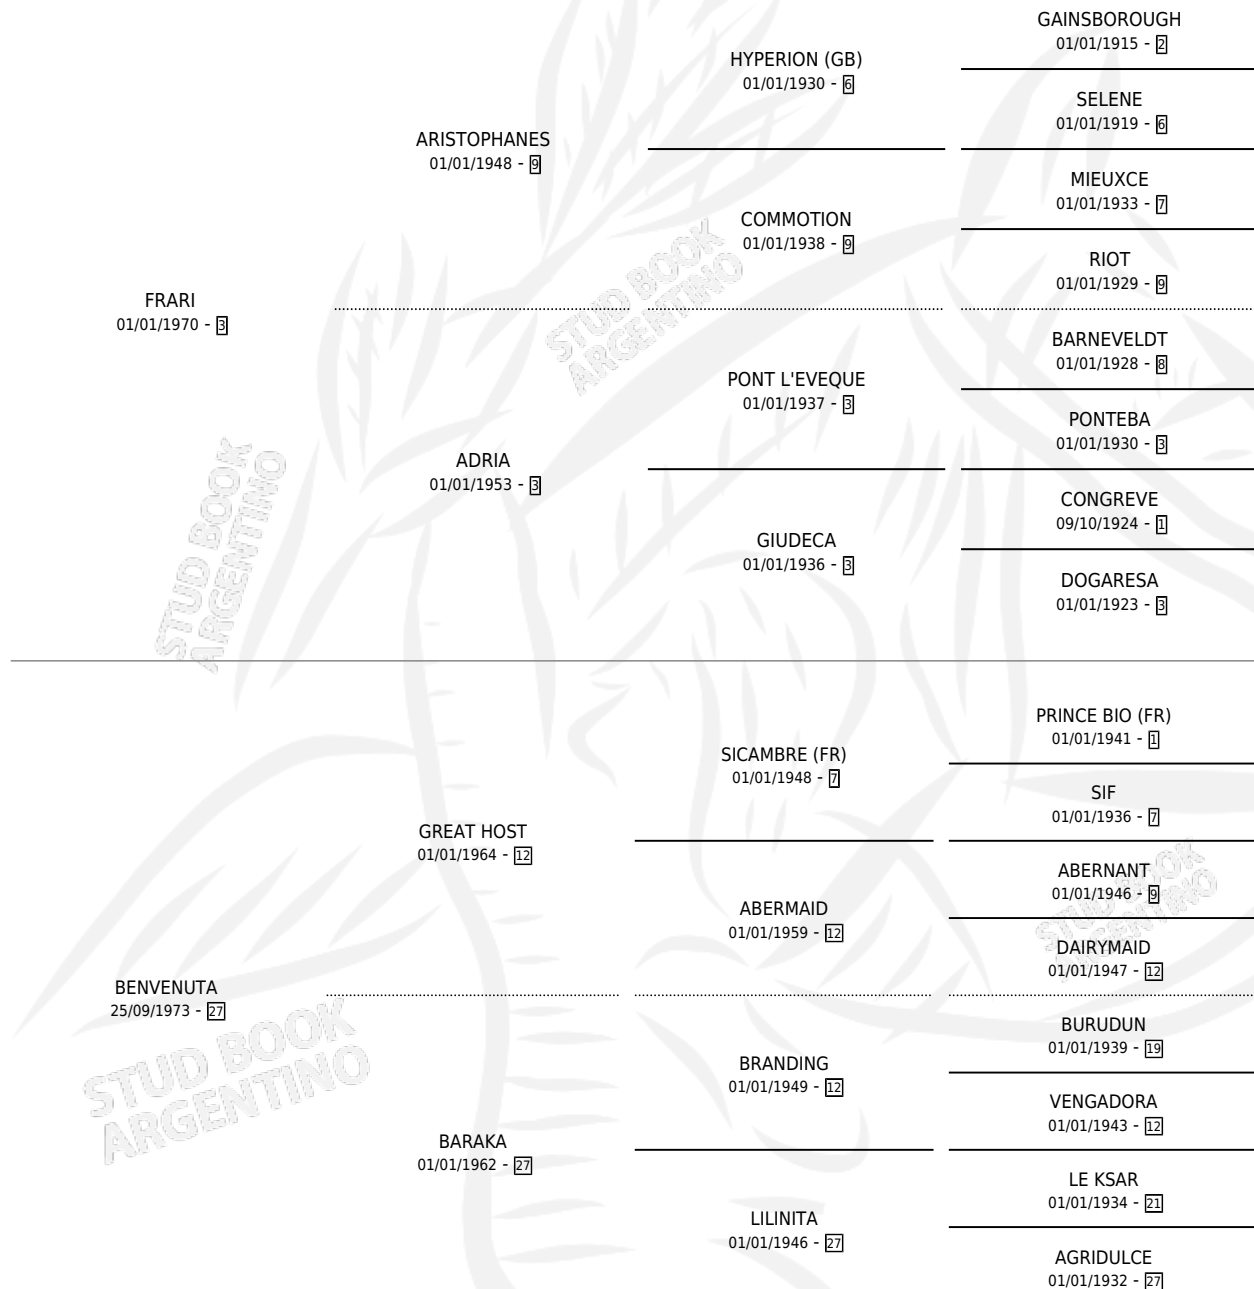 GAINSBOROUGH
01/01/1915 - 2
HYPERION (GB)
01/01/1930 - 6
SELENE
01/01/1919 - 6
ARISTOPHANES
01/01/1948 - 9
MIEUXCE
01/01/1933 - 7
COMMOTION
01/01/1938 - 9
RIOT
01/01/1929 - 9
FRARI
01/01/1970 - 3
BARNEVELDT
01/01/1928 - 8
PONT L'EVEQUE
01/01/1937 - 3
PONTEBA
01/01/1930 - 3
ADRIA
01/01/1953 - 3
CONGREVE
09/10/1924 - 1
GIUDECA
01/01/1936 - 3
DOGARESA
01/01/1923 - 3
PRINCE BIO (FR)
01/01/1941 - 1
SICAMBRE (FR)
01/01/1948 - 7
SIF
01/01/1936 - 7
GREAT HOST
01/01/1964 - 12
ABERNANT
01/01/1946 - 9
ABERMAID
01/01/1959 - 12
DAIRYMAID
01/01/1947 - 12
BENVENUTA
25/09/1973 - 27
BURUDUN
01/01/1939 - 19
BRANDING
01/01/1949 - 12
VENGADORA
01/01/1943 - 12
BARAKA
01/01/1962 - 27
LE KSAR
01/01/1934 - 21
LILINITA
01/01/1946 - 27
AGRIDULCE
01/01/1932 - 27
STUD BOOK
ARGENTINO
STUD BOOK
ARGENTINO
STUD BOOK
ARGENTINO
STUD BOOK
ARGENTINO